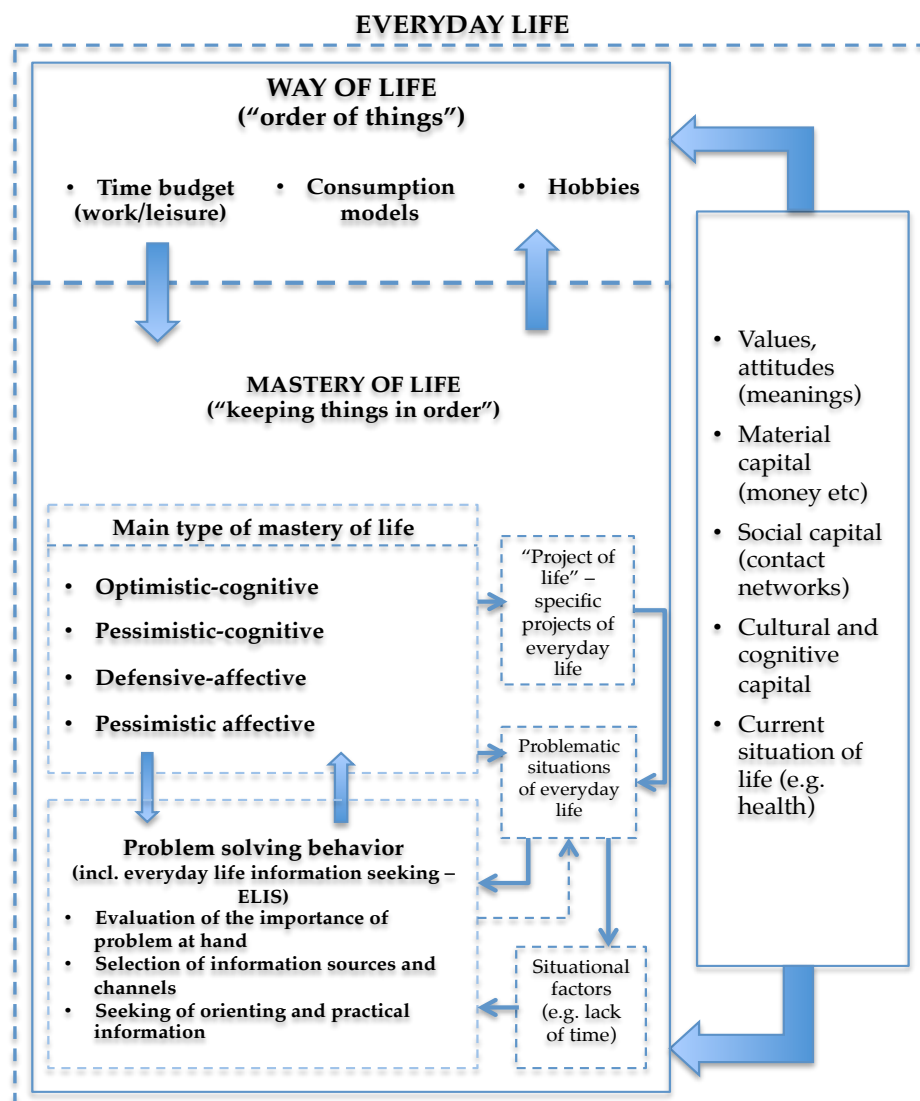 EVERYDAY LIFE
WAY OF LIFE
(“order of things”)
• Time budget
(work/leisure)
• Consumption
models
• Hobbies
MASTERY OF LIFE
(“keeping things in order”)
Main type of mastery of life
• Optimistic-cognitive
• Pessimistic-cognitive
• Defensive-affective
• Pessimistic affective
“Project of
life” –
specific
projects of
everyday
life
Problematic
situations
of everyday
life
Problem solving behavior
(incl. everyday life information seeking –
ELIS)
• Evaluation of the importance of
problem at hand
• Selection of information sources and
channels
• Seeking of orienting and practical
information
Situational
factors
(e.g. lack
of time)
• Values,
attitudes
(meanings)
• Material
capital
(money etc)
• Social capital
(contact
networks)
• Cultural and
cognitive
capital
• Current
situation of
life (e.g.
health)